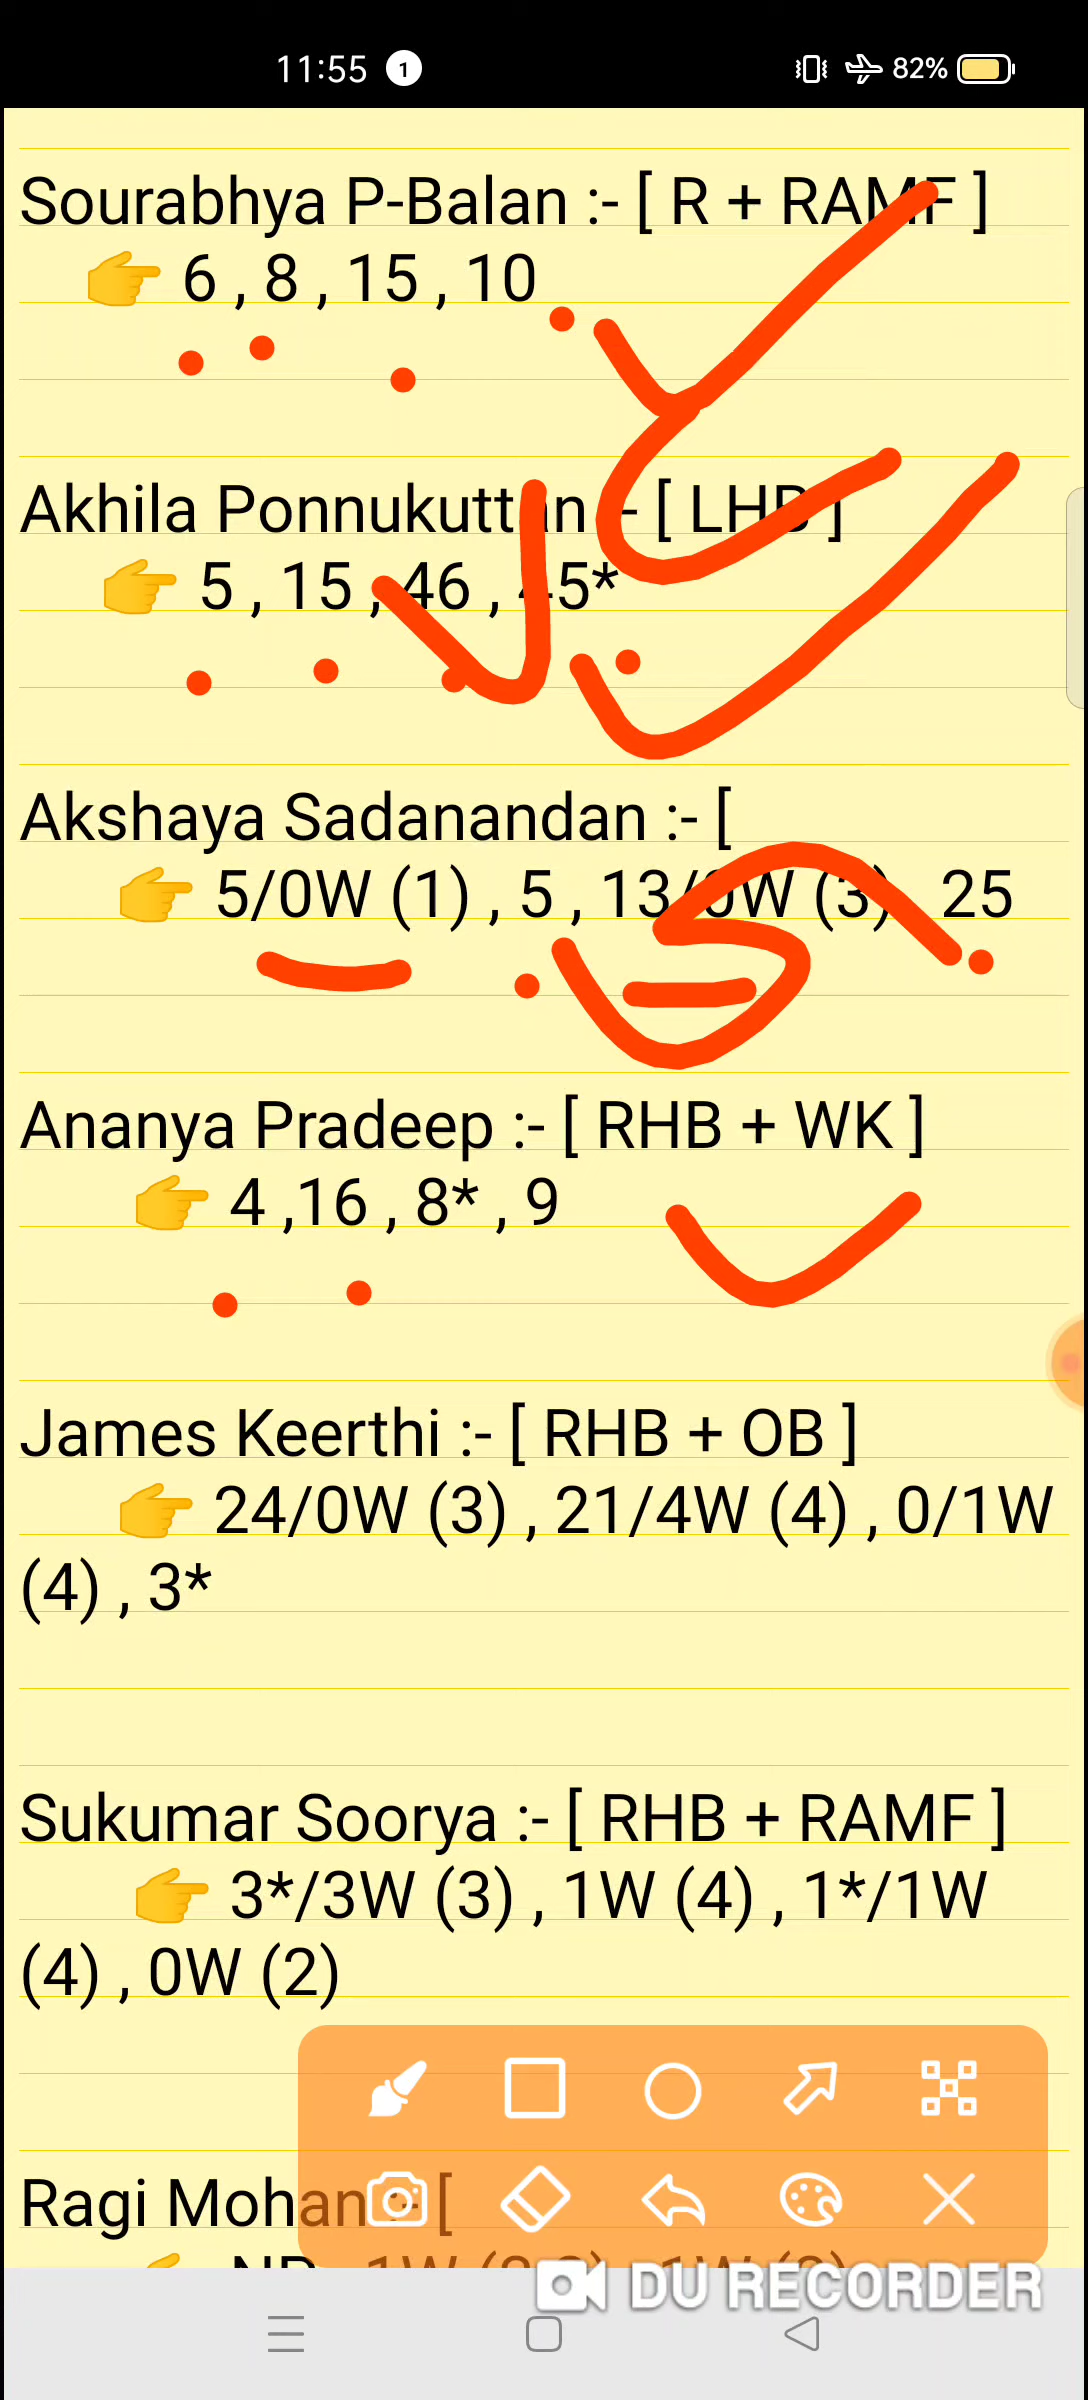 11:55 1 82%
Sourabhya P-Balan :- [ R + RAMF ]
👉 6 , 8 , 15 , 10
Akhila Ponnukuttan :- [ LHB ]
👉 5 , 15 , 46 , 45*
Akshaya Sadanandan :- [
👉 5/0W (1) , 5 , 13/0W (3) , 25
Ananya Pradeep :- [ RHB + WK ]
👉 4 ,16 , 8* , 9
James Keerthi :- [ RHB + OB ]
👉 24/0W (3) , 21/4W (4) , 0/1W
(4) , 3*
Sukumar Soorya :- [ RHB + RAMF ]
👉 3*/3W (3) , 1W (4) , 1*/1W
(4) , 0W (2)
Ragi Mohan :- [
DU RECORDER